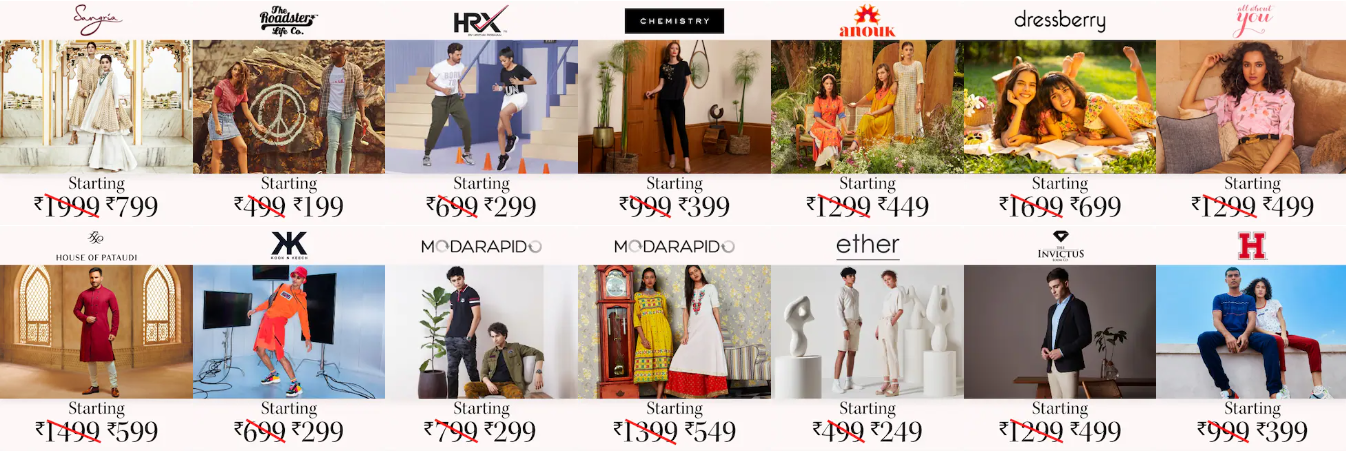 Sangria
The
Roadster
Life Co.
HRX
CHEMISTRY
anouk
dressberry
all about
you
Starting
₹1999 ₹799
Starting
₹499 ₹199
Starting
₹699 ₹299
Starting
₹999 ₹399
Starting
₹1299 ₹449
Starting
₹1699 ₹699
Starting
₹1299 ₹499
HOUSE OF PATAUDI
HOOK N HEECH
MODARAPIDO
MODARAPIDO
ether
THE
INVICTUS
H
Starting
₹1499 ₹599
Starting
₹699 ₹299
Starting
₹799 ₹299
Starting
₹1399 ₹549
Starting
₹499 ₹249
Starting
₹1299 ₹499
Starting
₹999 ₹399